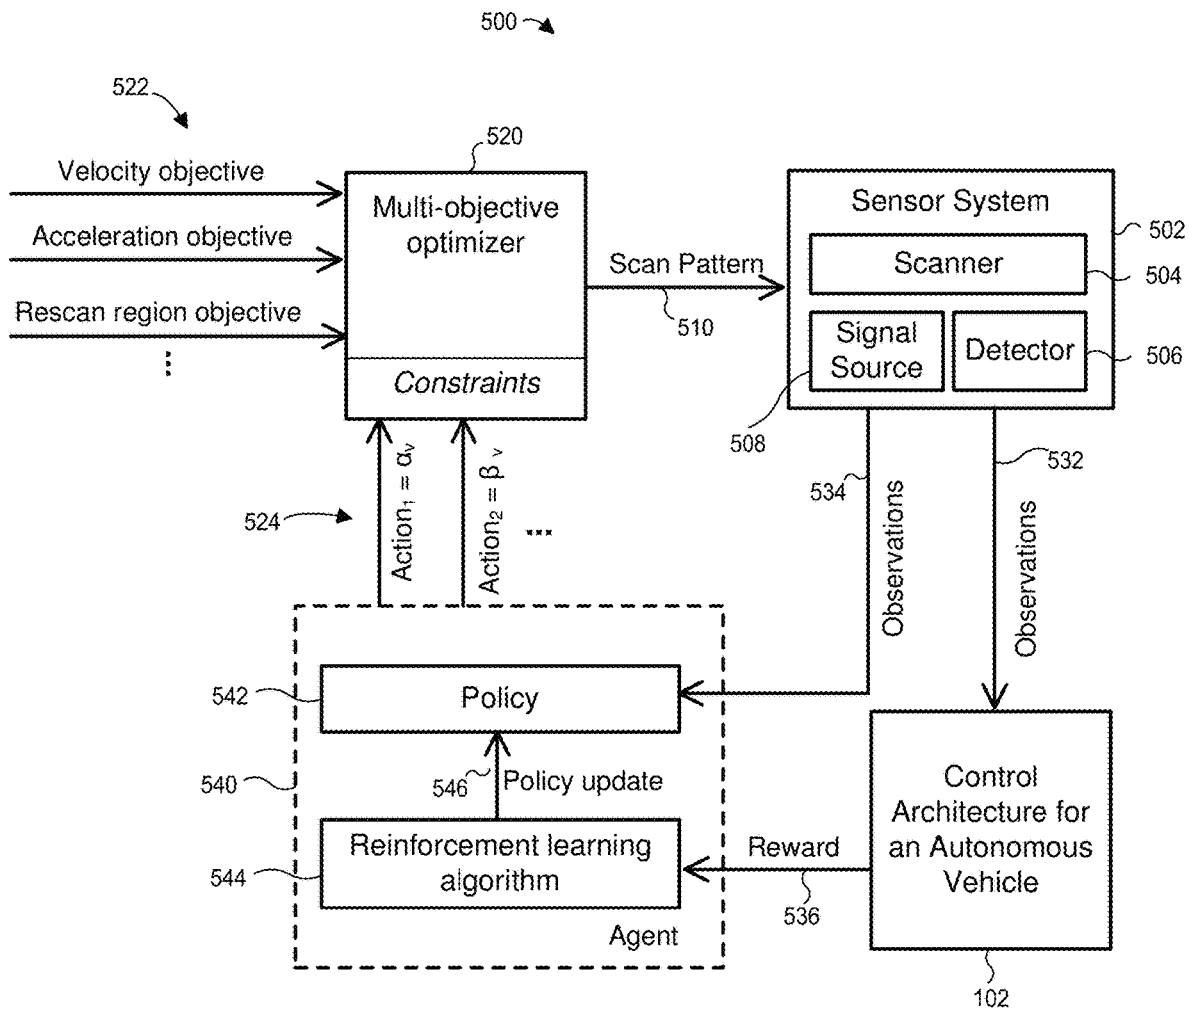 500
522
520
Velocity objective
Acceleration objective
Rescan region objective
...
Multi-objective
optimizer
Constraints
Scan Pattern
510
Sensor System
502
Scanner
504
Signal
Source
Detector
506
508
534
532
Observations
Observations
524
Action₁ = αᵥ
Action₂ = βᵥ
...
542
Policy
546
Policy update
540
544
Reinforcement learning
algorithm
Agent
Reward
536
Control
Architecture for
an Autonomous
Vehicle
102